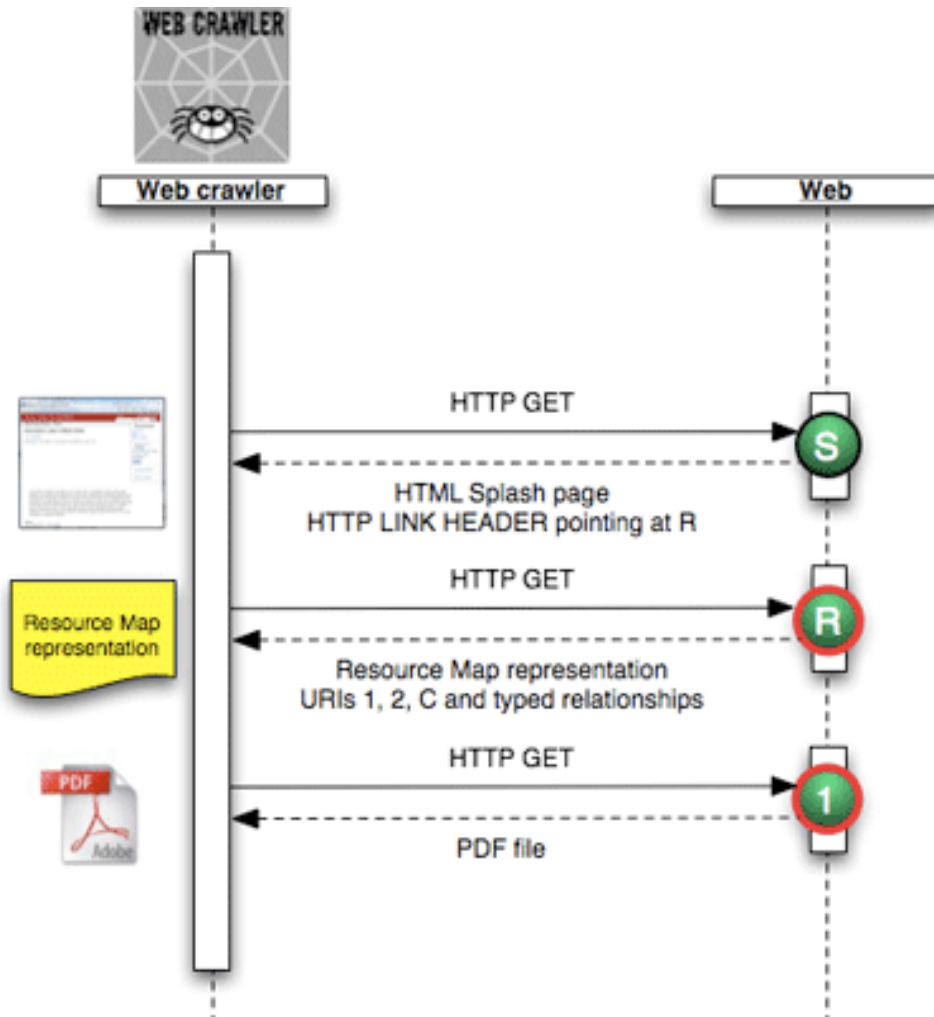 WEB CRAWLER
Web crawler
Web
HTTP GET
S
HTML Splash page
HTTP LINK HEADER pointing at R
HTTP GET
Resource Map
representation
R
Resource Map representation
URIs 1, 2, C and typed relationships
HTTP GET
PDF
Adobe
1
PDF file